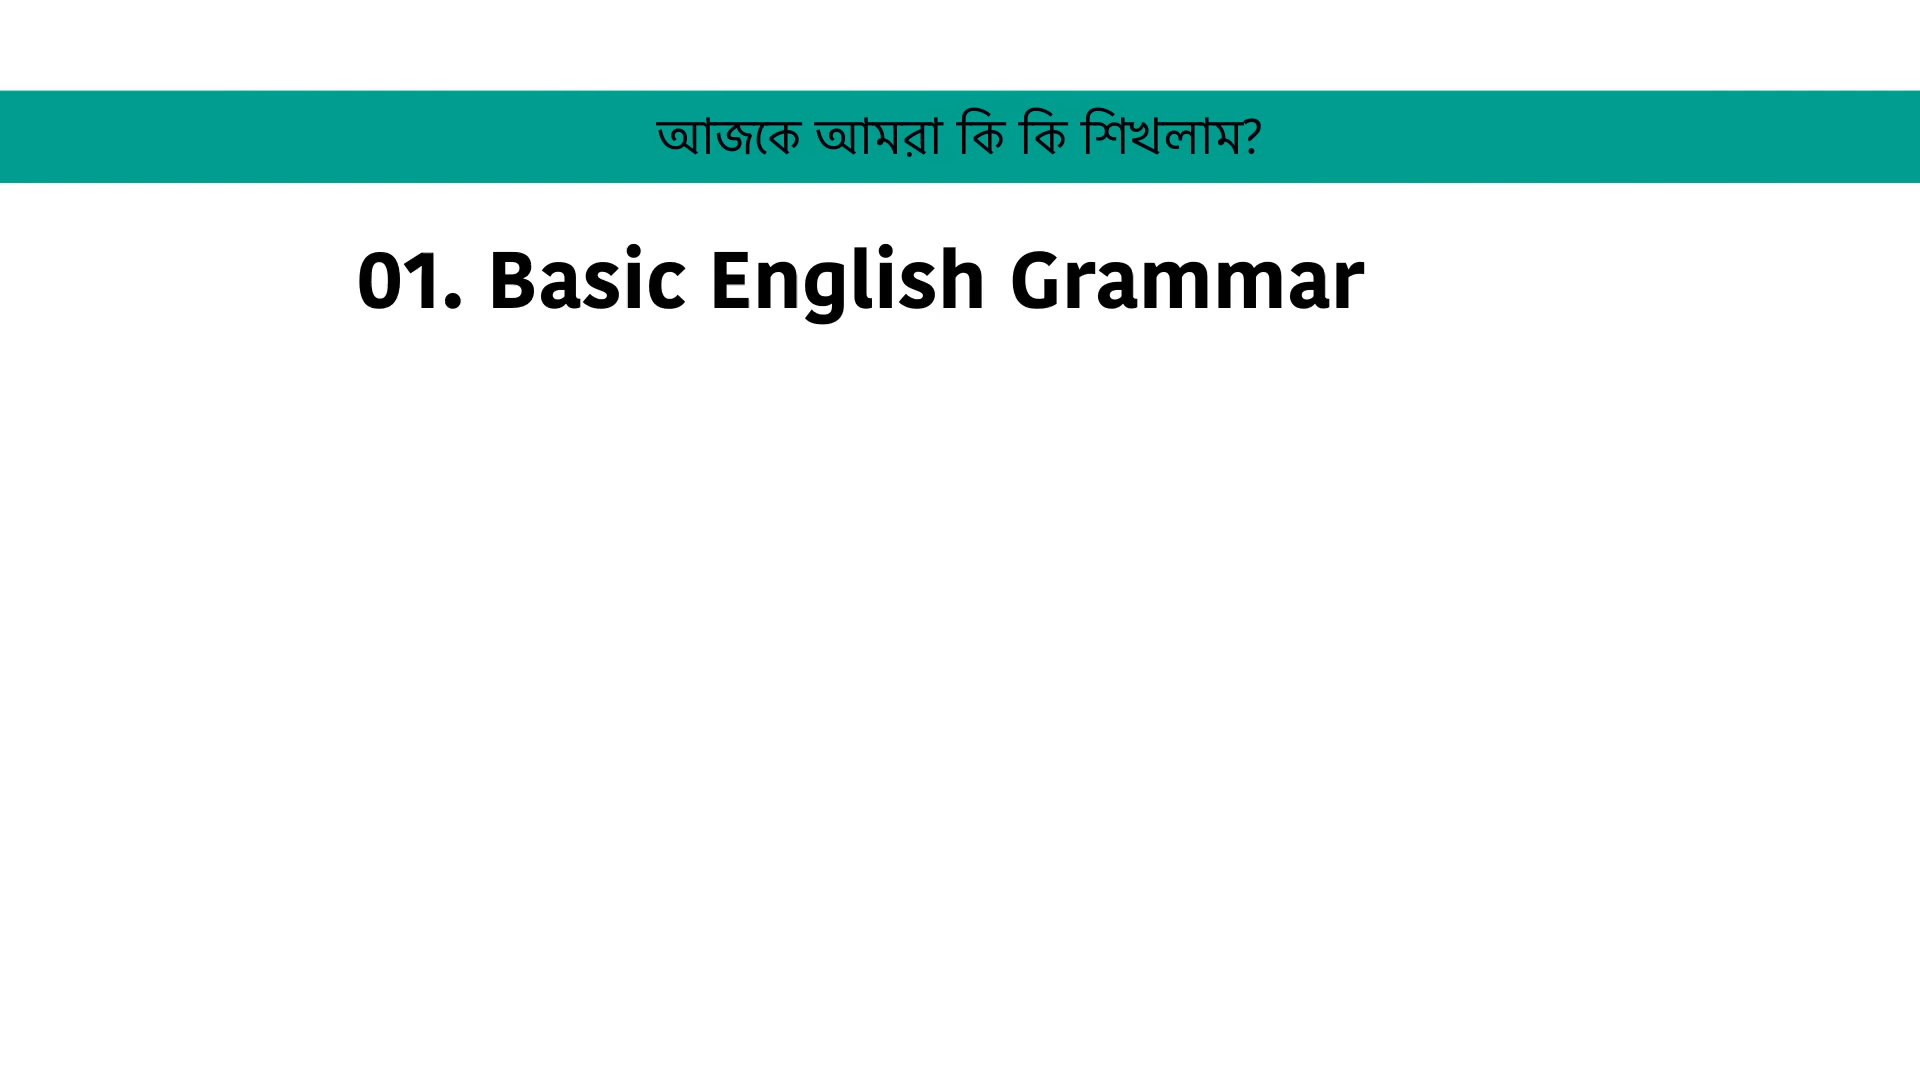 আজকে আমরা কি কি শিখলাম?
01. Basic English Grammar